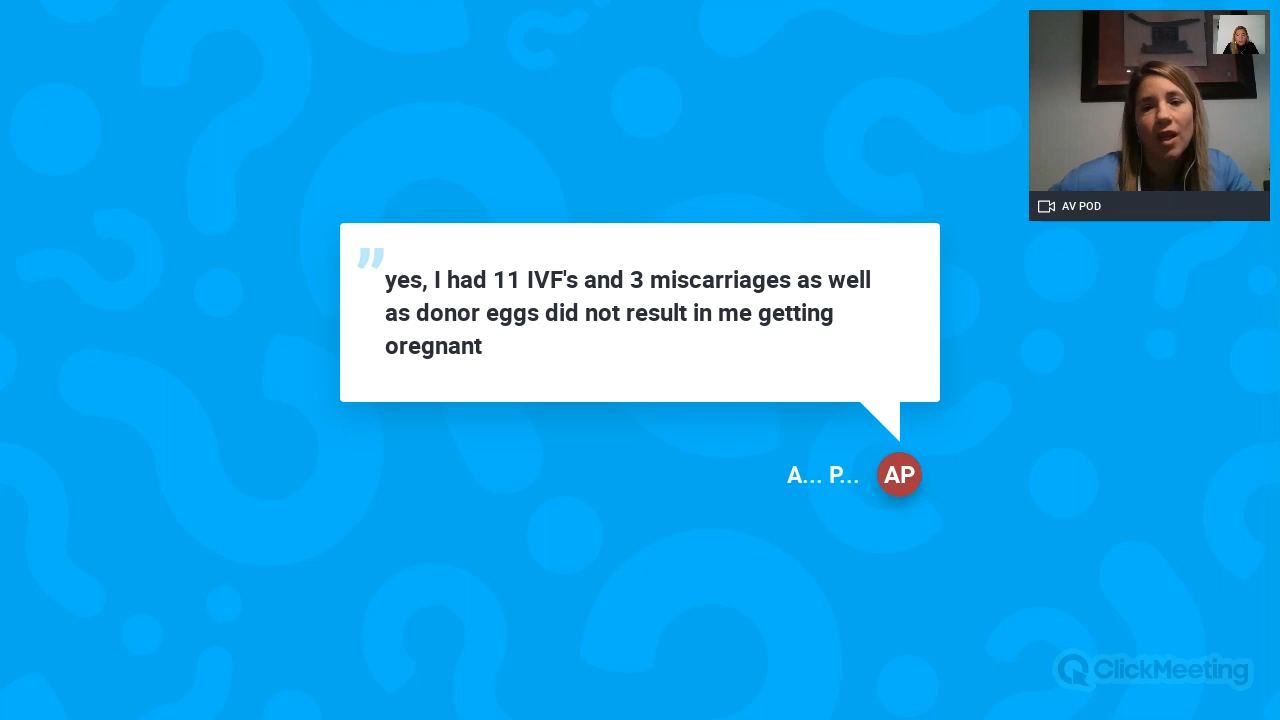 AV POD
yes, I had 11 IVF's and 3 miscarriages as well
as donor eggs did not result in me getting
oregnant
A... P... AP
ClickMeeting